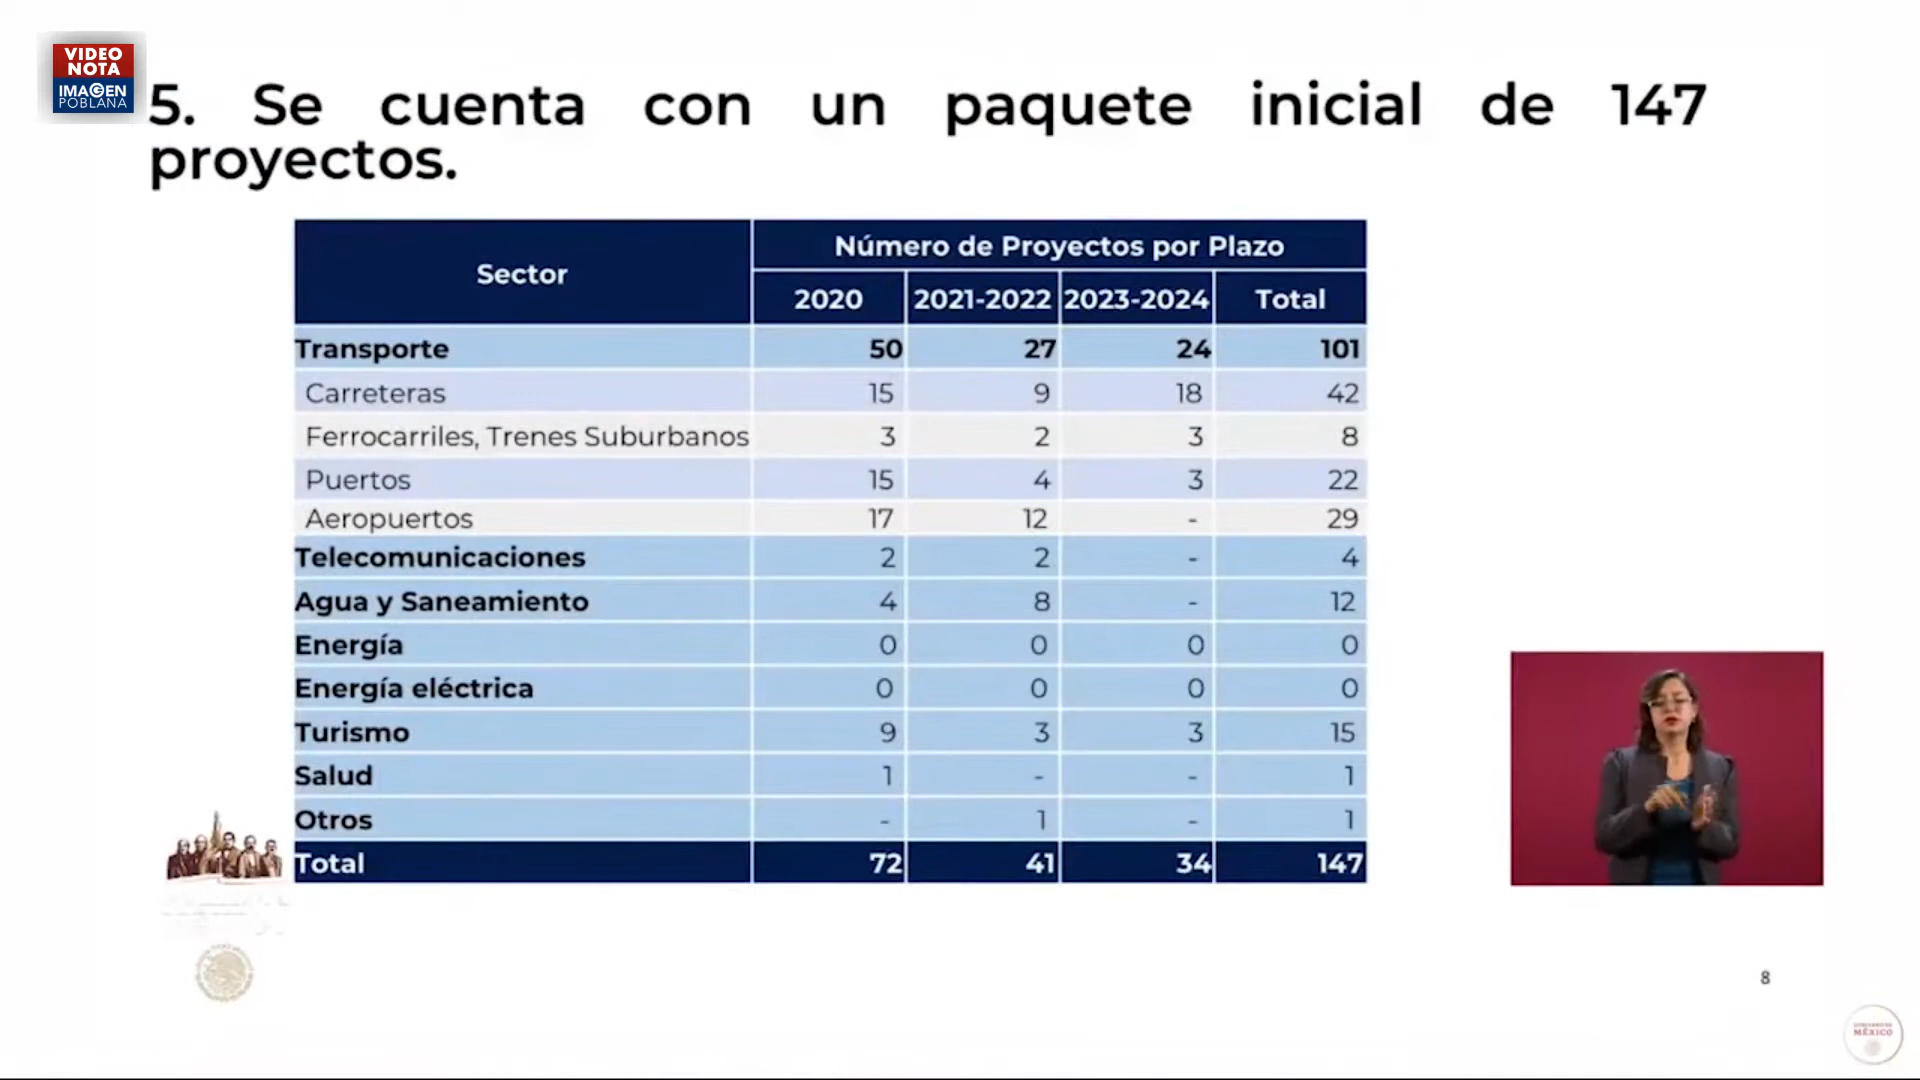 VIDEO
NOTA
IMAGEN
POBLANA
5. Se cuenta con un paquete inicial de 147
proyectos.
Sector
Número de Proyectos por Plazo
2020 2021-2022 2023-2024 Total
Transporte 50 27 24 101
Carreteras 15 9 18 42
Ferrocarriles, Trenes Suburbanos 3 2 3 8
Puertos 15 4 3 22
Aeropuertos 17 12 - 29
Telecomunicaciones 2 2 - 4
Agua y Saneamiento 4 8 - 12
Energía 0 0 0 0
Energía eléctrica 0 0 0 0
Turismo 9 3 3 15
Salud 1 - - 1
Otros - 1 - 1
Total 72 41 34 147
8
GOBIERNO DE
MÉXICO